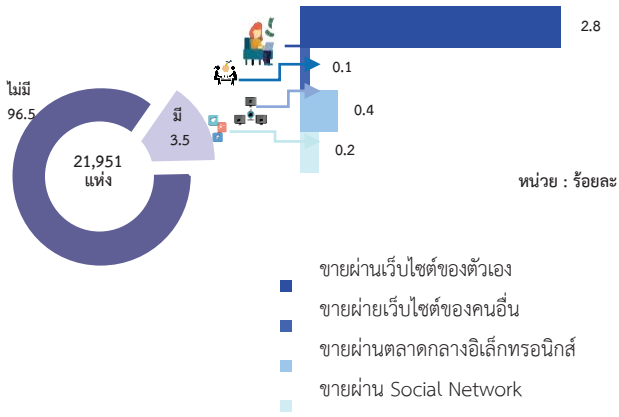 2.8
0.1
0.4
0.2
ไม่มี
96.5
มี
3.5
21,951
แห่ง
หน่วย : ร้อยละ
ขายผ่านเว็บไซต์ของตัวเอง
ขายผ่ายเว็บไซต์ของคนอื่น
ขายผ่านตลาดกลางอิเล็กทรอนิกส์
ขายผ่าน Social Network